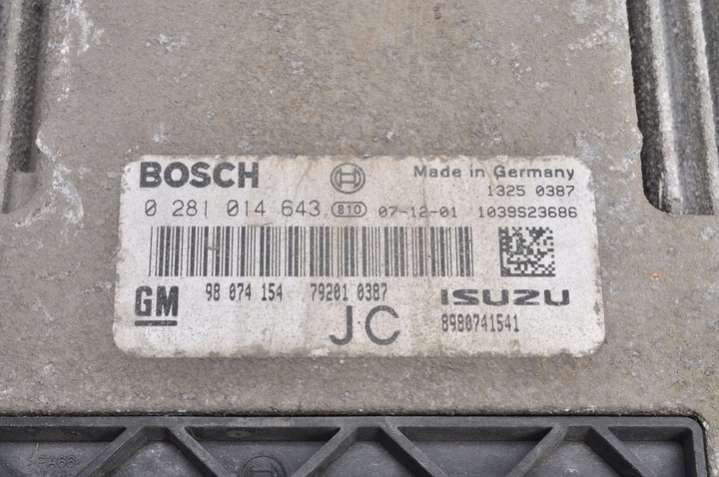 BOSCH Made in Germany
1325 0387
0 281 014 643 810 07-12-01 1039S23686
98 074 154 79201 0387 ISUZU
GM JC 8980741541